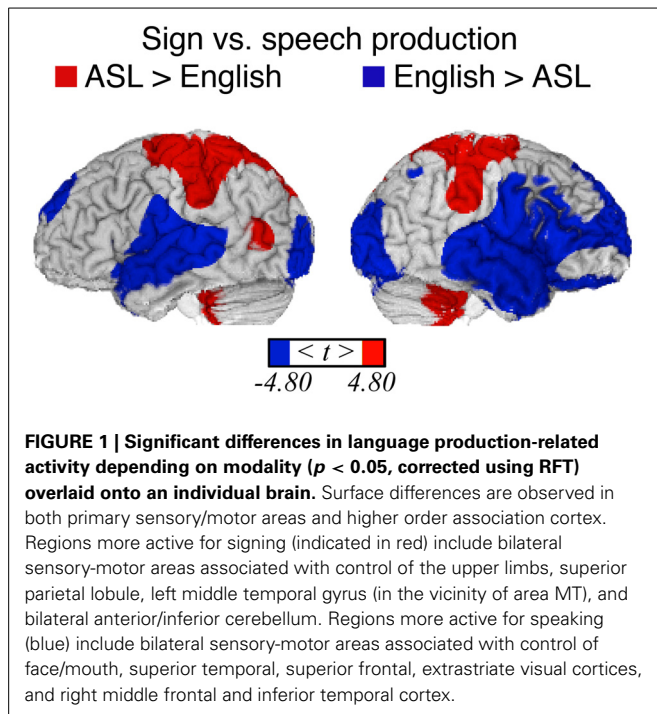 Sign vs. speech production
ASL > English
English > ASL
< t >
-4.80 4.80
FIGURE 1 | Significant differences in language production-related
activity depending on modality (p < 0.05, corrected using RFT)
overlaid onto an individual brain. Surface differences are observed in
both primary sensory/motor areas and higher order association cortex.
Regions more active for signing (indicated in red) include bilateral
sensory-motor areas associated with control of the upper limbs, superior
parietal lobule, left middle temporal gyrus (in the vicinity of area MT), and
bilateral anterior/inferior cerebellum. Regions more active for speaking
(blue) include bilateral sensory-motor areas associated with control of
face/mouth, superior temporal, superior frontal, extrastriate visual cortices,
and right middle frontal and inferior temporal cortex.